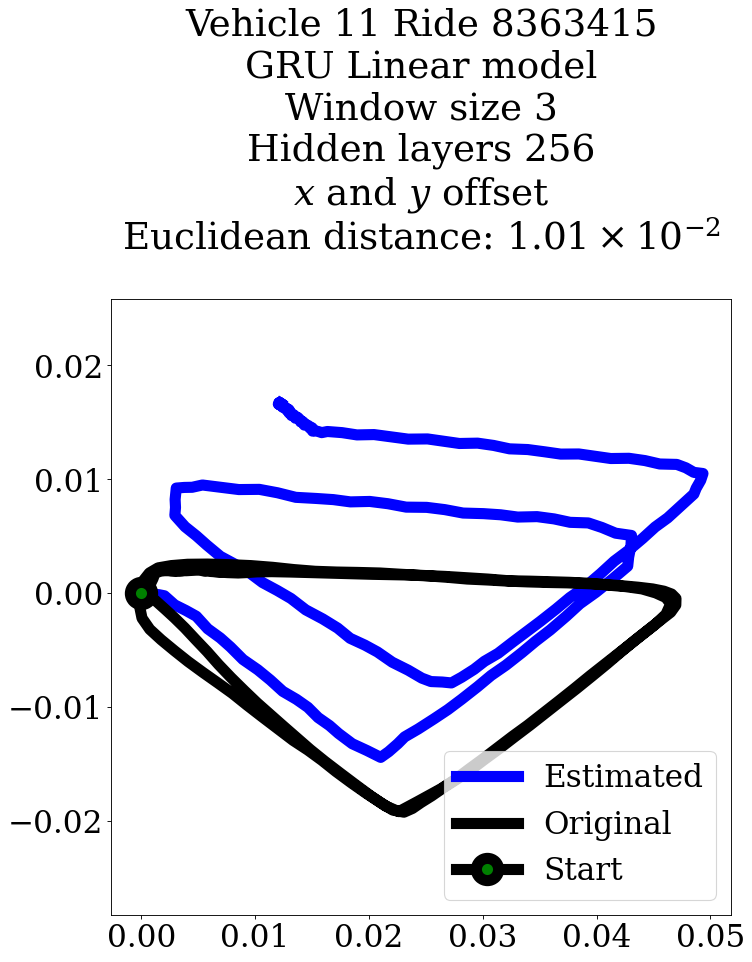 Vehicle 11 Ride 8363415
GRU Linear model
Window size 3
Hidden layers 256
x and y offset
Euclidean distance: 1.01 × 10⁻²
0.02
0.01
0.00
−0.01
−0.02
Estimated
Original
Start
0.00 0.01 0.02 0.03 0.04 0.05